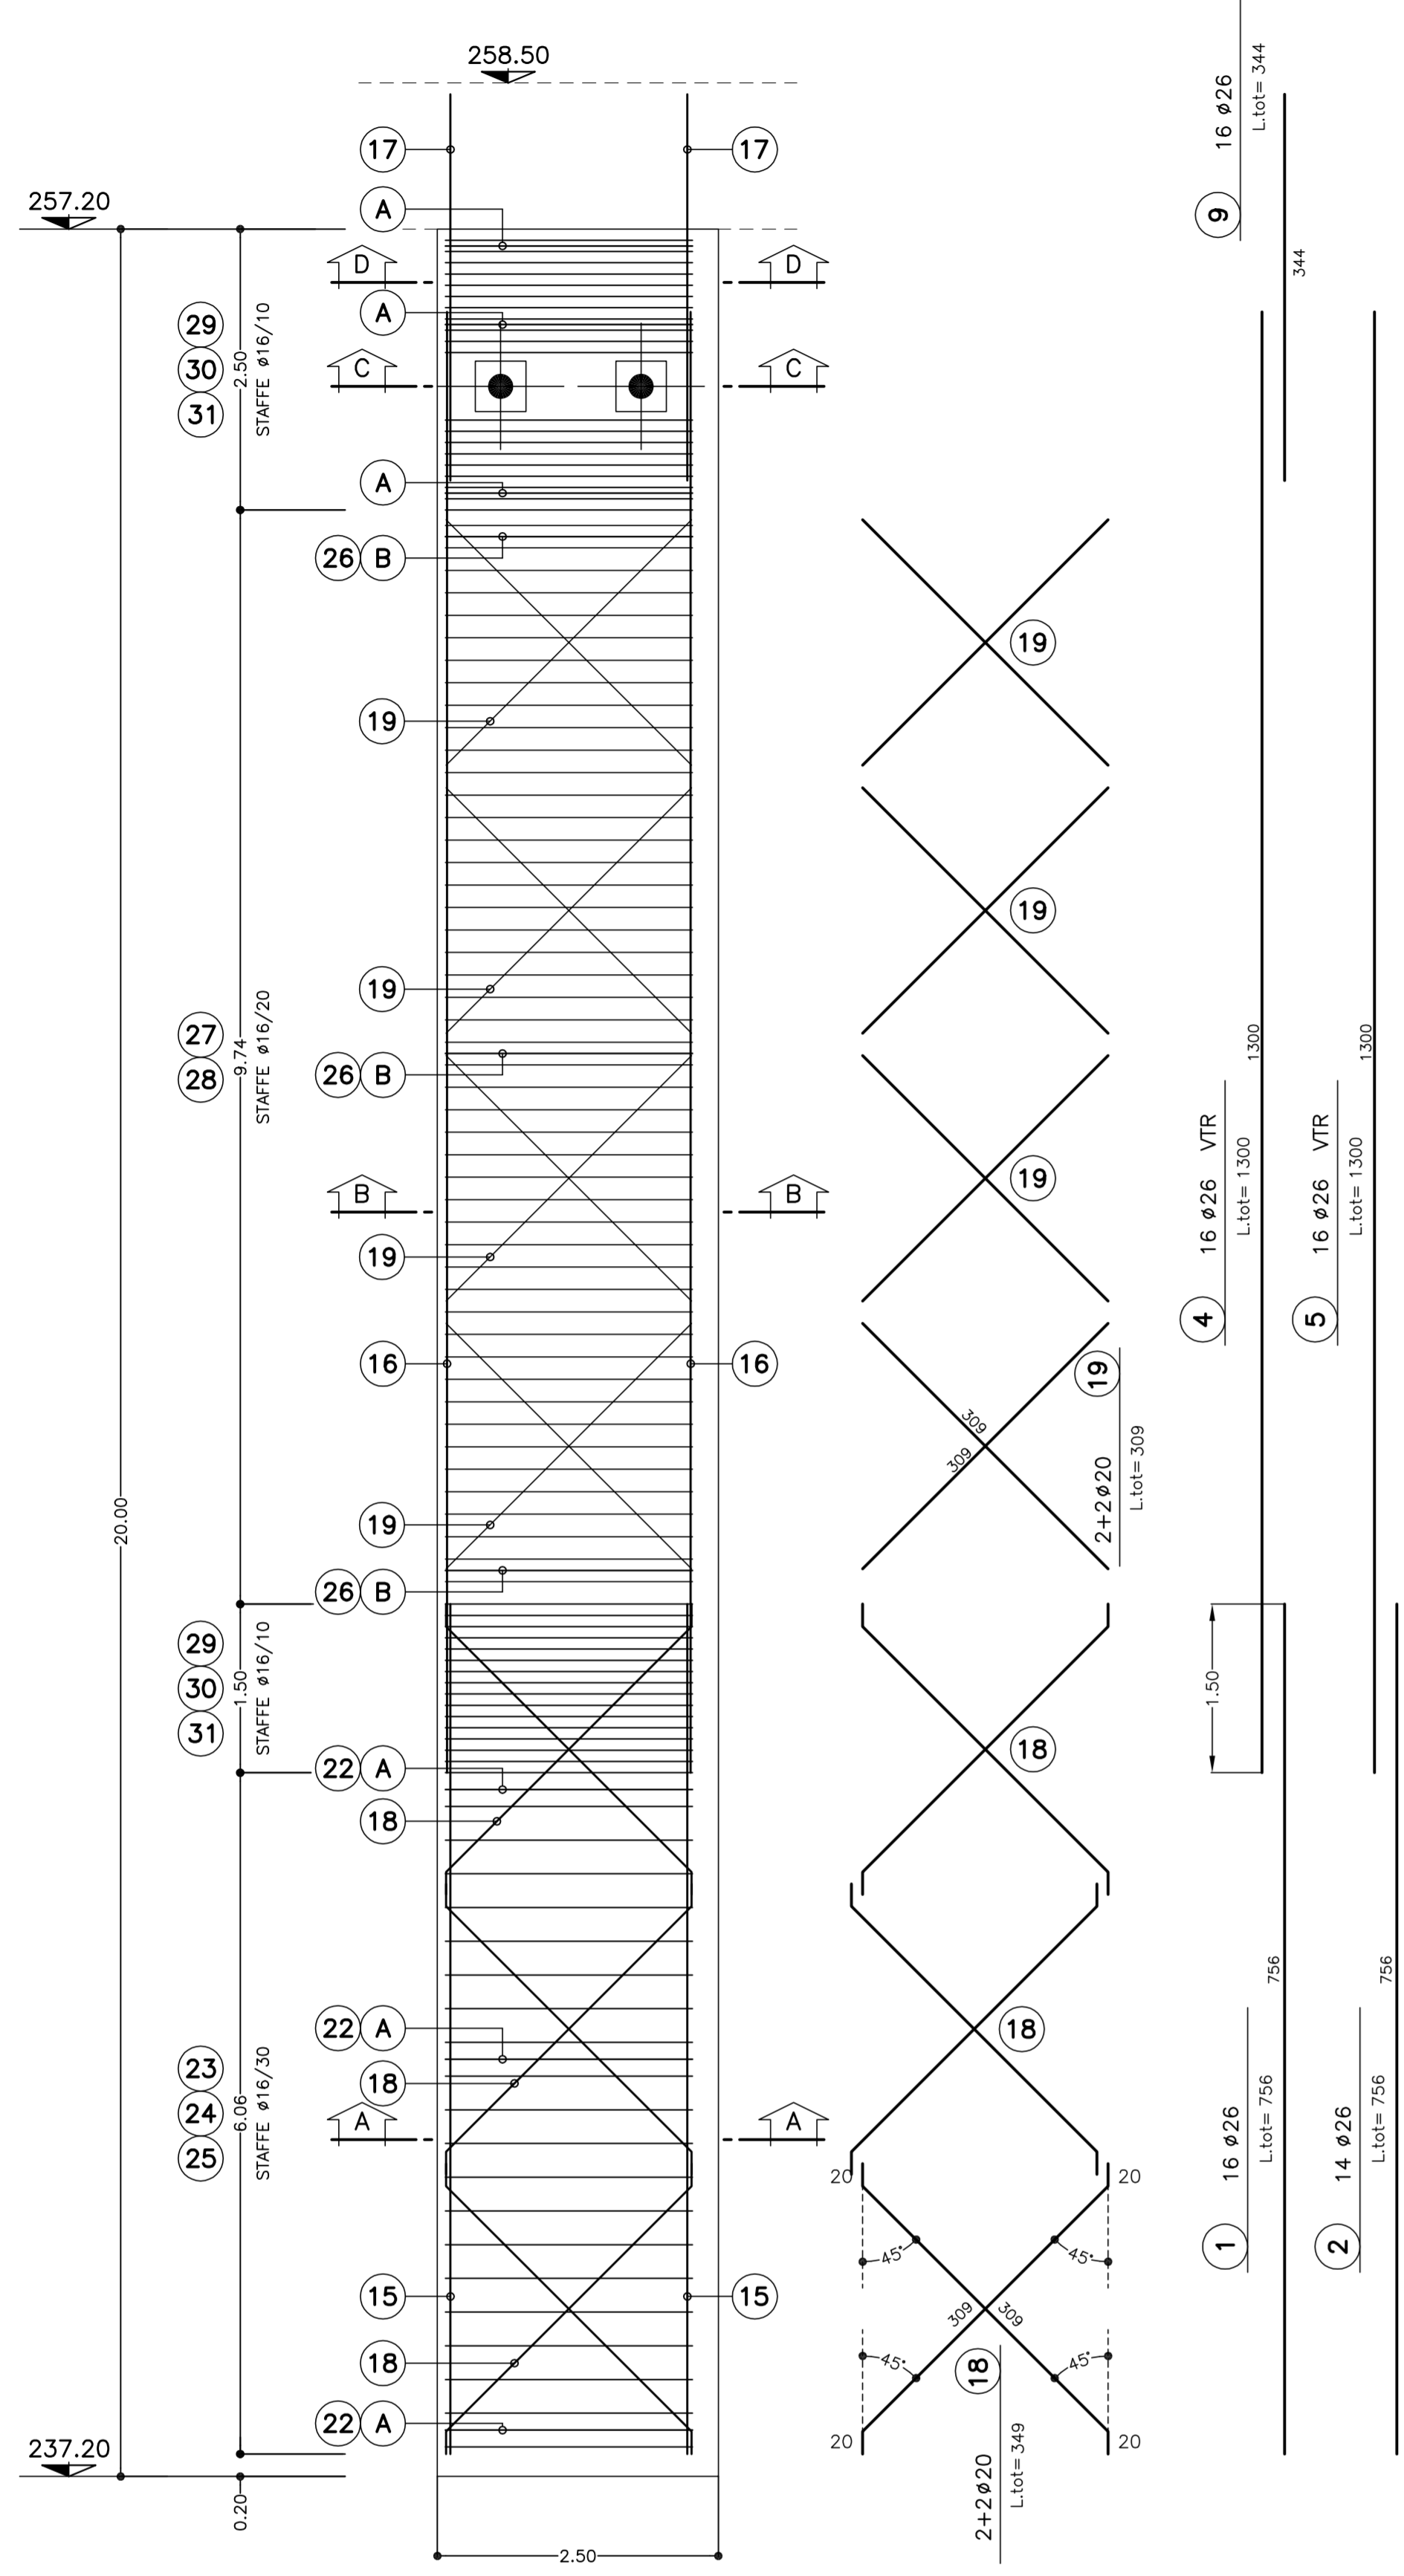 258.50
17
17
A
257.20
D
D
A
C
C
29
30
31
2.50
STAFFE ø16/10
A
26 B
19
19
19
19
27
28
9.74
STAFFE ø16/20
26 B
B
B
19
19
16
16
19
309
309
19
2+2ø20
L.tot= 309
26 B
20.00
29
30
31
1.50
STAFFE ø16/10
22 A
18
18
22 A
18
18
A
A
23
24
25
6.06
STAFFE ø16/30
15
15
18
22 A
20
20
45°
45°
309
309
45°
45°
20
20
18
2+2ø20
L.tot= 349
237.20
0.20
2.50
9
16 ø26
L.tot= 344
344
4
16 ø26 VTR
L.tot= 1300
1300
5
16 ø26 VTR
L.tot= 1300
1300
1.50
1
16 ø26
L.tot= 756
756
2
14 ø26
L.tot= 756
756